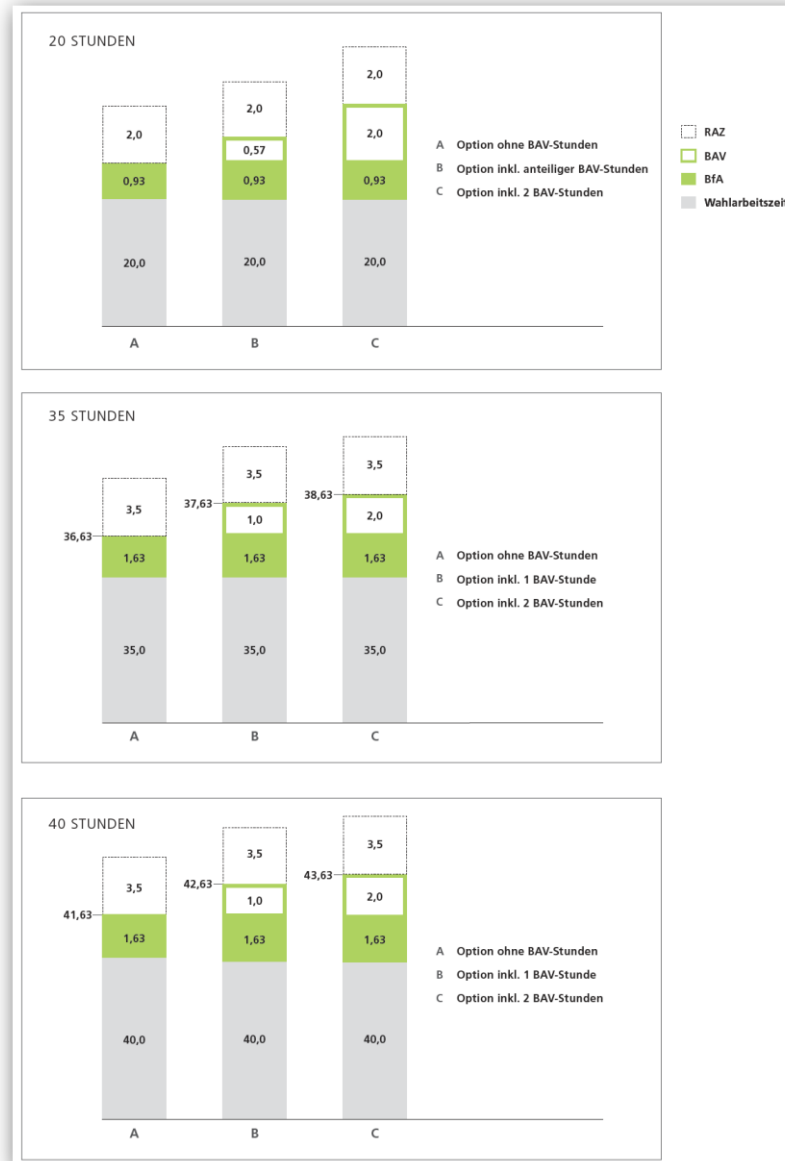 20 STUNDEN
2,0
2,0
2,0
2,0
0,57
0,93
0,93
0,93
20,0
20,0
20,0
A
B
C
A Option ohne BAV-Stunden
B Option inkl. anteiliger BAV-Stunden
C Option inkl. 2 BAV-Stunden
RAZ
BAV
BfA
Wahlarbeitszeit
35 STUNDEN
3,5
3,5
3,5
38,63
37,63
2,0
1,0
36,63
1,63
1,63
1,63
35,0
35,0
35,0
A
B
C
A Option ohne BAV-Stunden
B Option inkl. 1 BAV-Stunde
C Option inkl. 2 BAV-Stunden
40 STUNDEN
3,5
3,5
3,5
43,63
42,63
2,0
1,0
41,63
1,63
1,63
1,63
40,0
40,0
40,0
A
B
C
A Option ohne BAV-Stunden
B Option inkl. 1 BAV-Stunde
C Option inkl. 2 BAV-Stunden